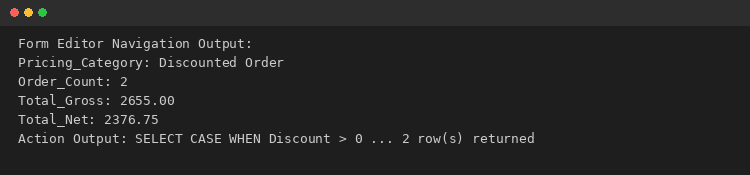 Form Editor Navigation Output:
Pricing_Category: Discounted Order
Order_Count: 2
Total_Gross: 2655.00
Total_Net: 2376.75
Action Output: SELECT CASE WHEN Discount > 0 ... 2 row(s) returned